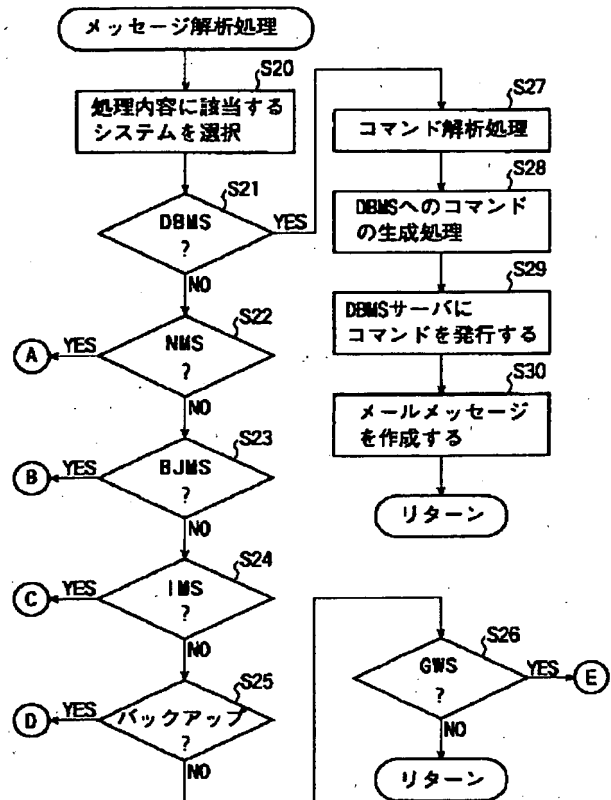 メッセージ解析処理
S20
処理内容に該当する
システムを選択
S21
DBMS
?
YES
NO
S22
NMS
?
YES
A
NO
S23
BJMS
?
YES
B
NO
S24
IMS
?
YES
C
NO
S25
バックアップ
?
YES
D
NO
S27
コマンド解析処理
S28
DBMSへのコマンド
の生成処理
S29
DBMSサーバに
コマンドを発行する
S30
メールメッセージ
を作成する
リターン
S26
GWS
?
YES
E
NO
リターン